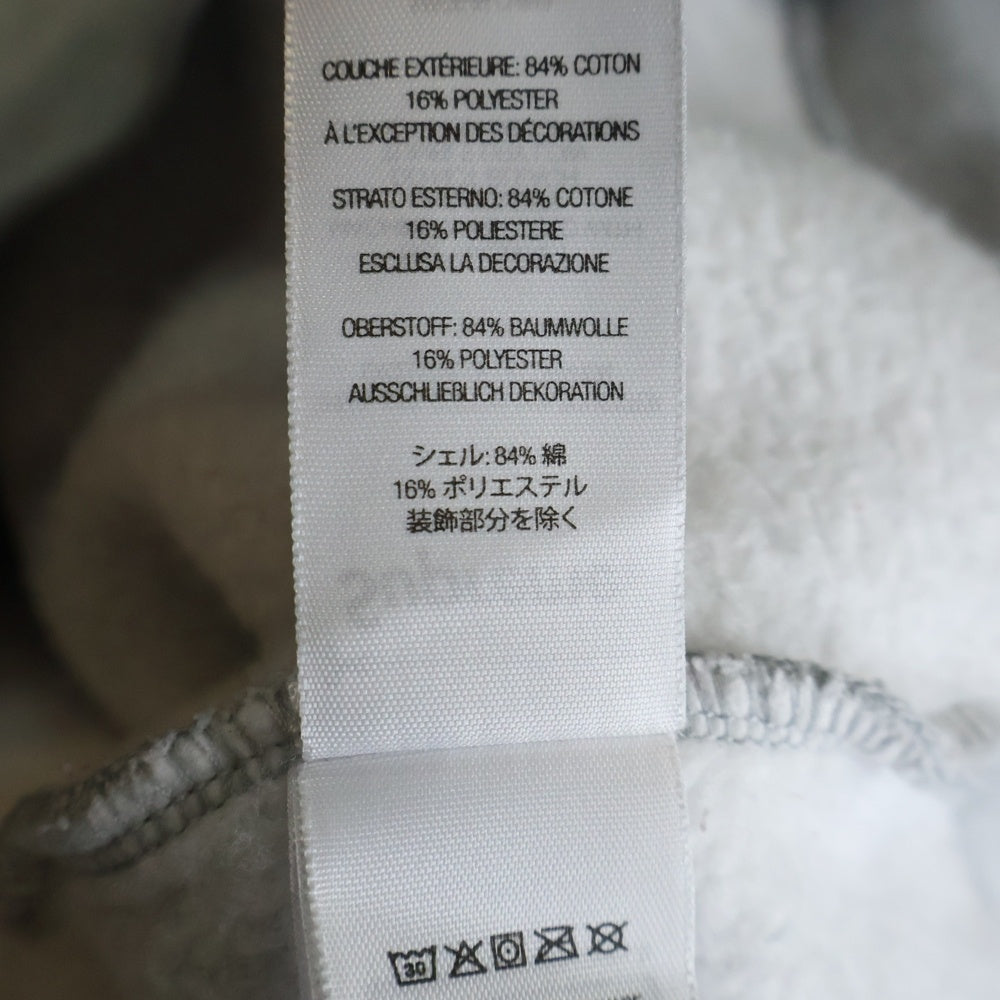 COUCHE EXTÉRIEURE: 84% COTON
16% POLYESTER
À L'EXCEPTION DES DÉCORATIONS
STRATO ESTERNO: 84% COTONE
16% POLIESTERE
ESCLUSA LA DECORAZIONE
OBERSTOFF: 84% BAUMWOLLE
16% POLYESTER
AUSSCHLIEBLICH DEKORATION
シェル: 84% 綿
16% ポリエステル
装飾部分を除く
30